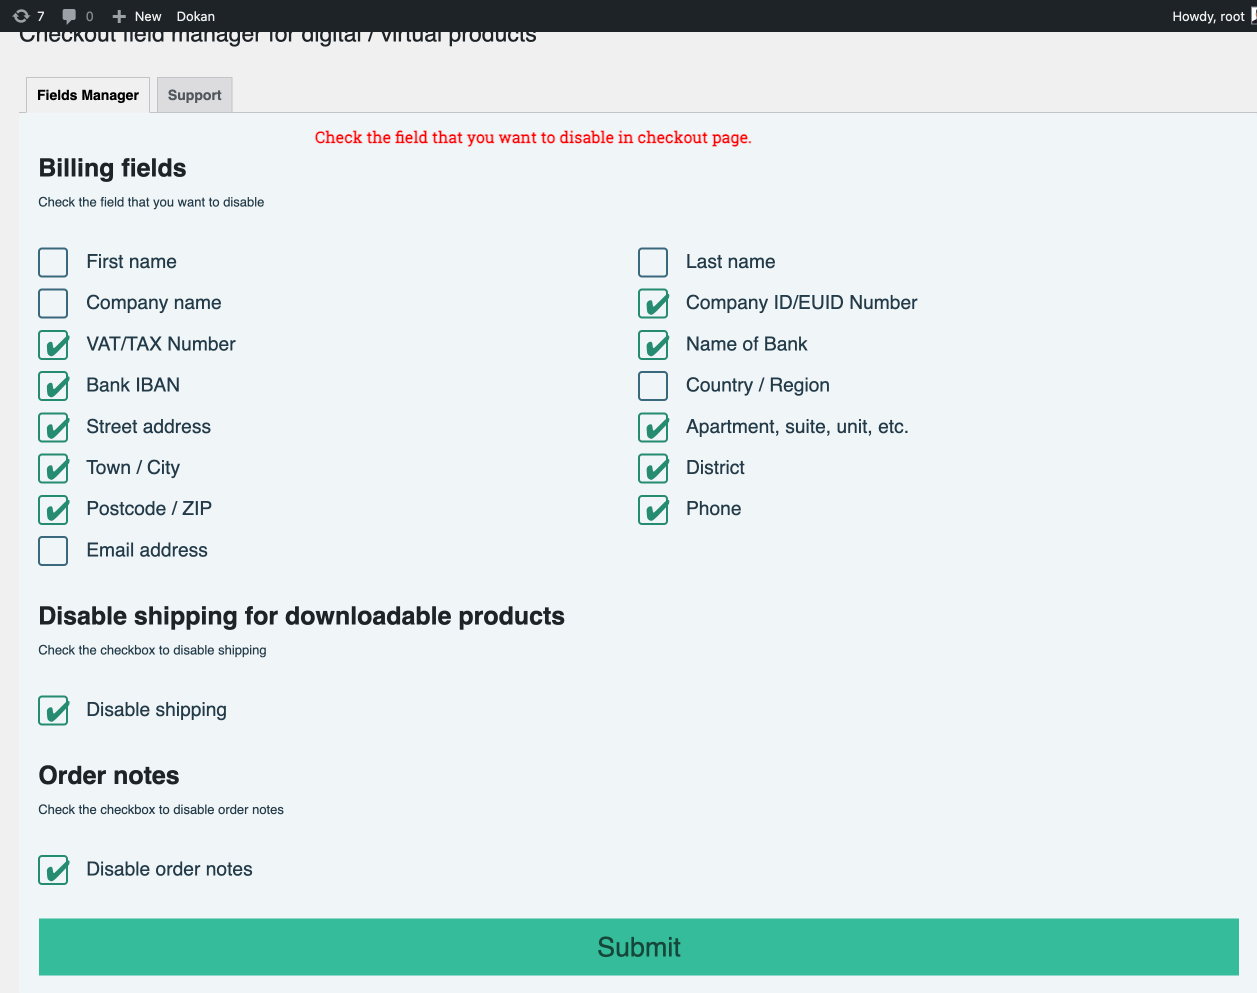 7 0 New Dokan Howdy, root
Checkout field manager for digital / virtual products
Fields Manager Support
Check the field that you want to disable in checkout page.
Billing fields
Check the field that you want to disable
First name Last name
Company name Company ID/EUID Number
VAT/TAX Number Name of Bank
Bank IBAN Country / Region
Street address Apartment, suite, unit, etc.
Town / City District
Postcode / ZIP Phone
Email address
Disable shipping for downloadable products
Check the checkbox to disable shipping
Disable shipping
Order notes
Check the checkbox to disable order notes
Disable order notes
Submit